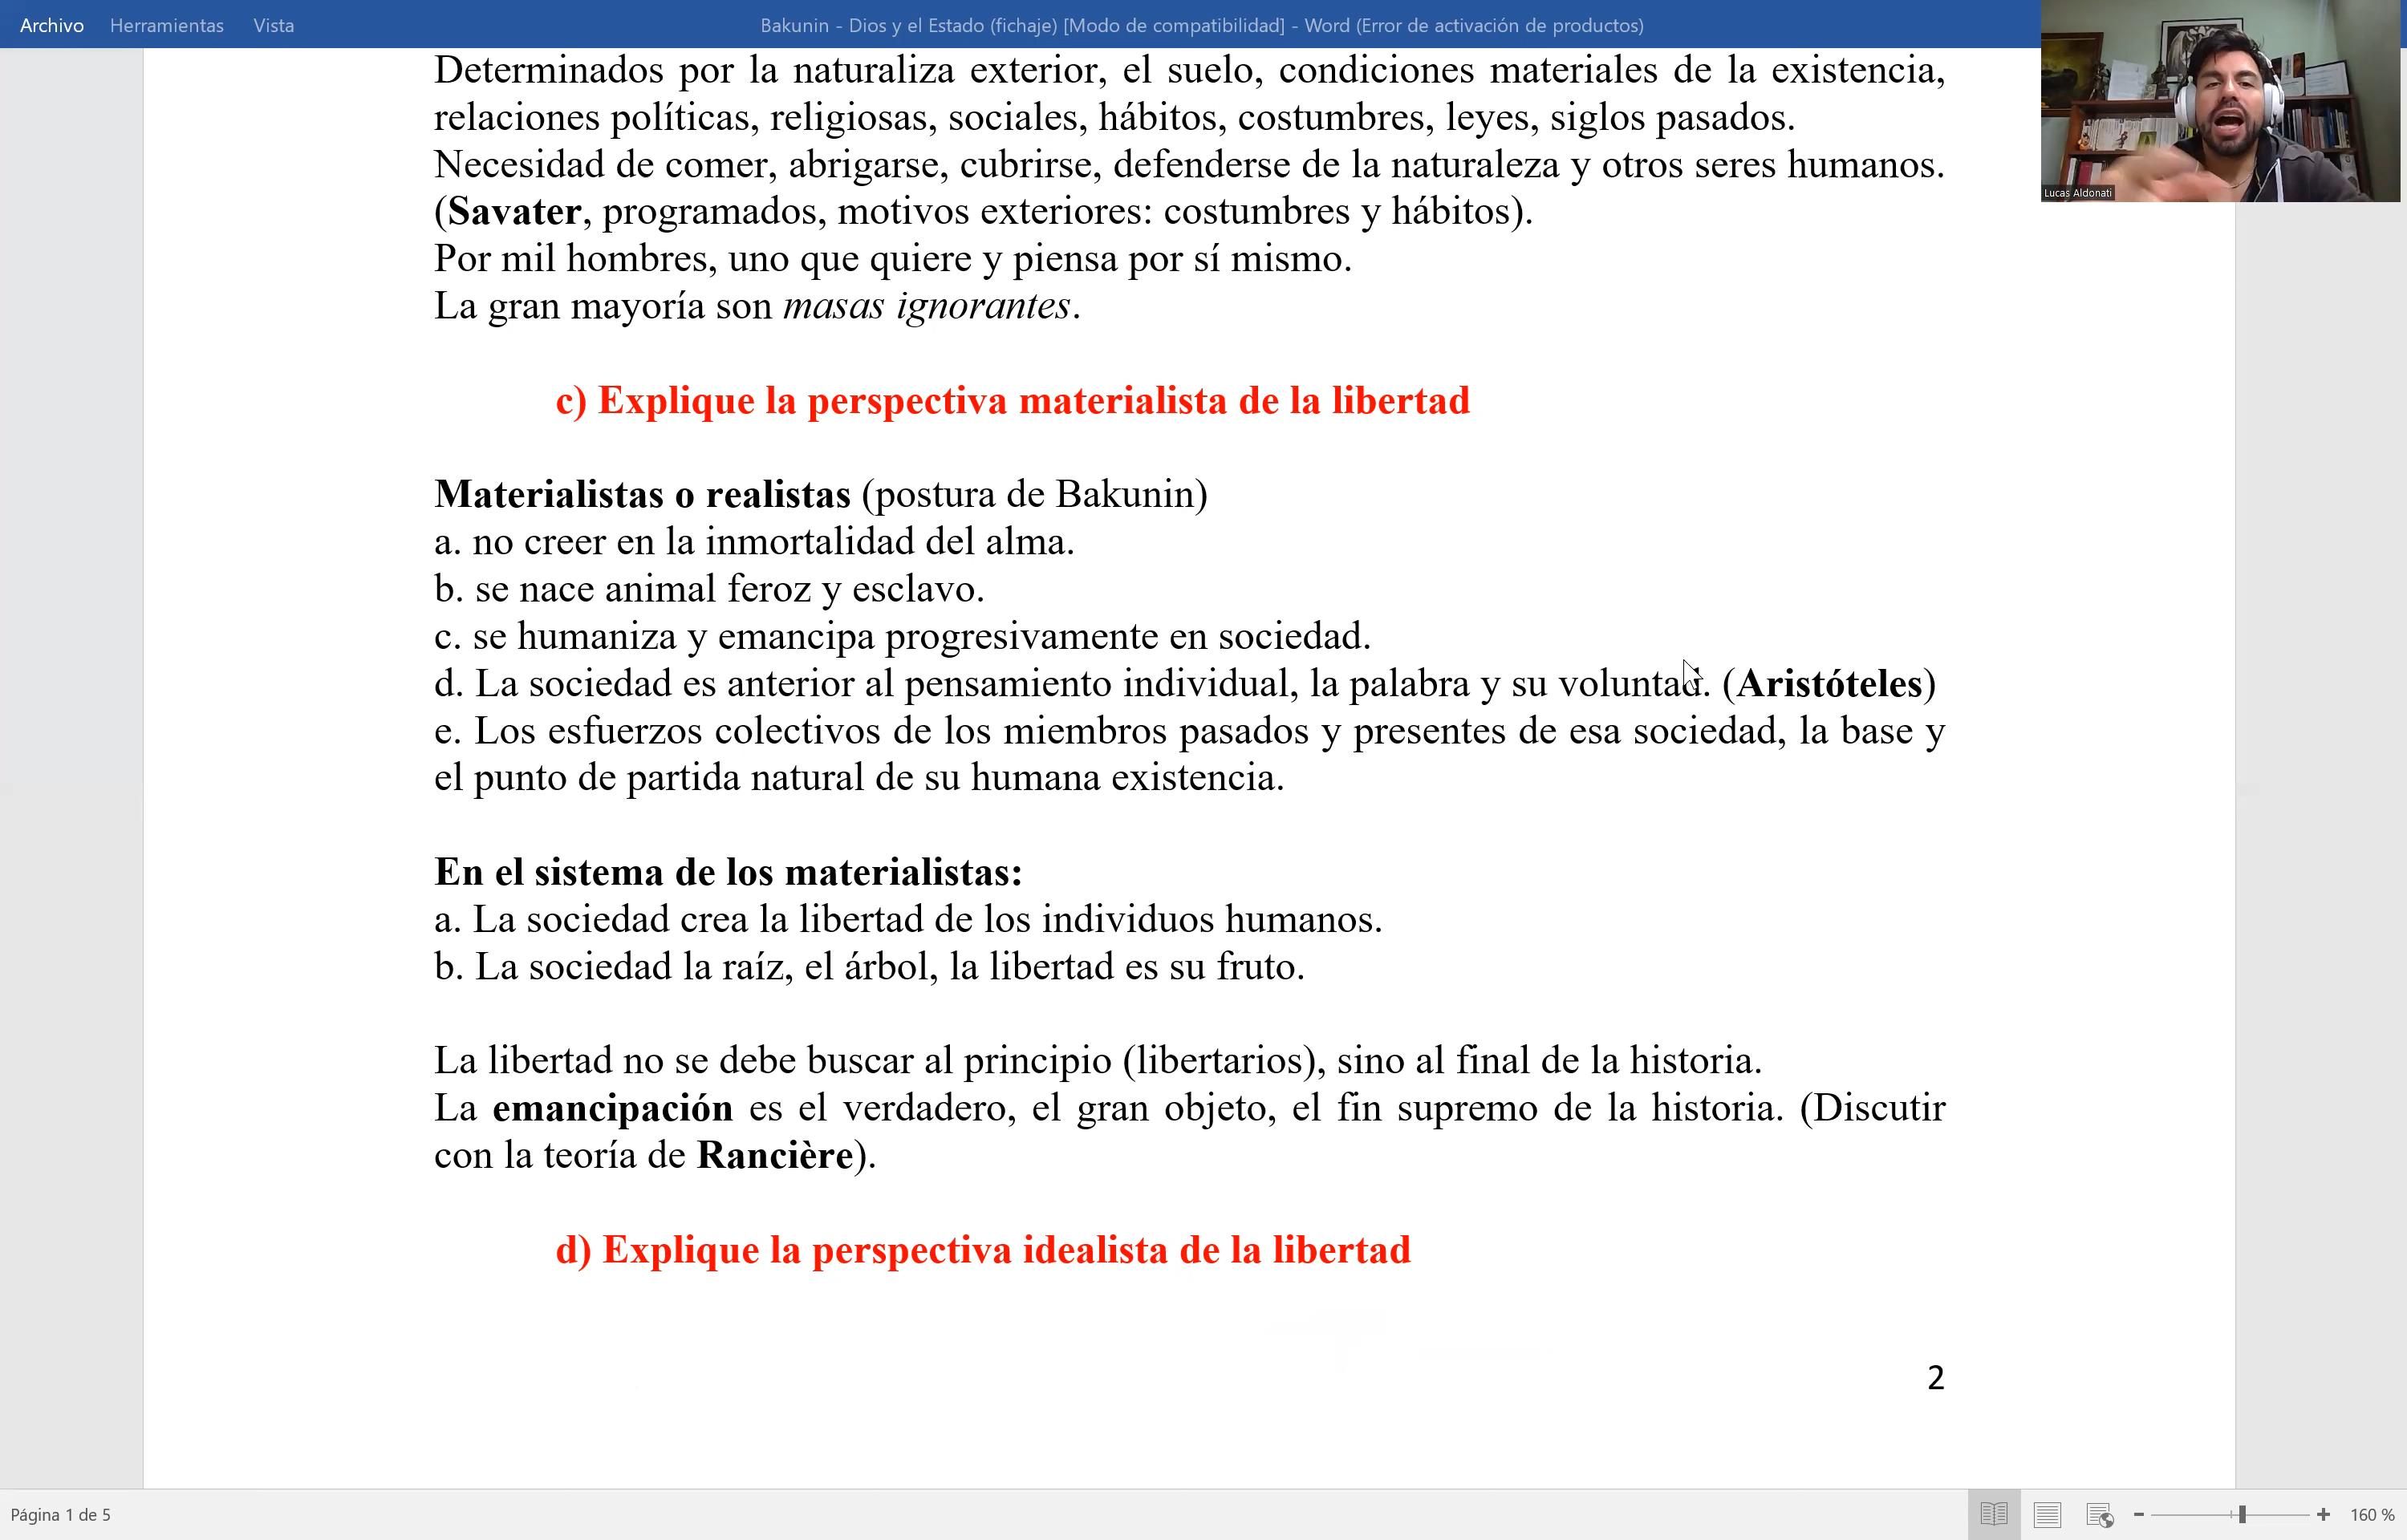 Archivo Herramientas Vista Bakunin - Dios y el Estado (fichaje) [Modo de compatibilidad] - Word (Error de activación de productos)
Determinados por la naturaliza exterior, el suelo, condiciones materiales de la existencia,
relaciones políticas, religiosas, sociales, hábitos, costumbres, leyes, siglos pasados.
Necesidad de comer, abrigarse, cubrirse, defenderse de la naturaleza y otros seres humanos.
(Savater, programados, motivos exteriores: costumbres y hábitos).
Por mil hombres, uno que quiere y piensa por sí mismo.
La gran mayoría son masas ignorantes.
Lucas Aldonati
c) Explique la perspectiva materialista de la libertad
Materialistas o realistas (postura de Bakunin)
a. no creer en la inmortalidad del alma.
b. se nace animal feroz y esclavo.
c. se humaniza y emancipa progresivamente en sociedad.
d. La sociedad es anterior al pensamiento individual, la palabra y su voluntad. (Aristóteles)
e. Los esfuerzos colectivos de los miembros pasados y presentes de esa sociedad, la base y
el punto de partida natural de su humana existencia.
En el sistema de los materialistas:
a. La sociedad crea la libertad de los individuos humanos.
b. La sociedad la raíz, el árbol, la libertad es su fruto.
La libertad no se debe buscar al principio (libertarios), sino al final de la historia.
La emancipación es el verdadero, el gran objeto, el fin supremo de la historia. (Discutir
con la teoría de Rancière).
d) Explique la perspectiva idealista de la libertad
2
Página 1 de 5
160 %